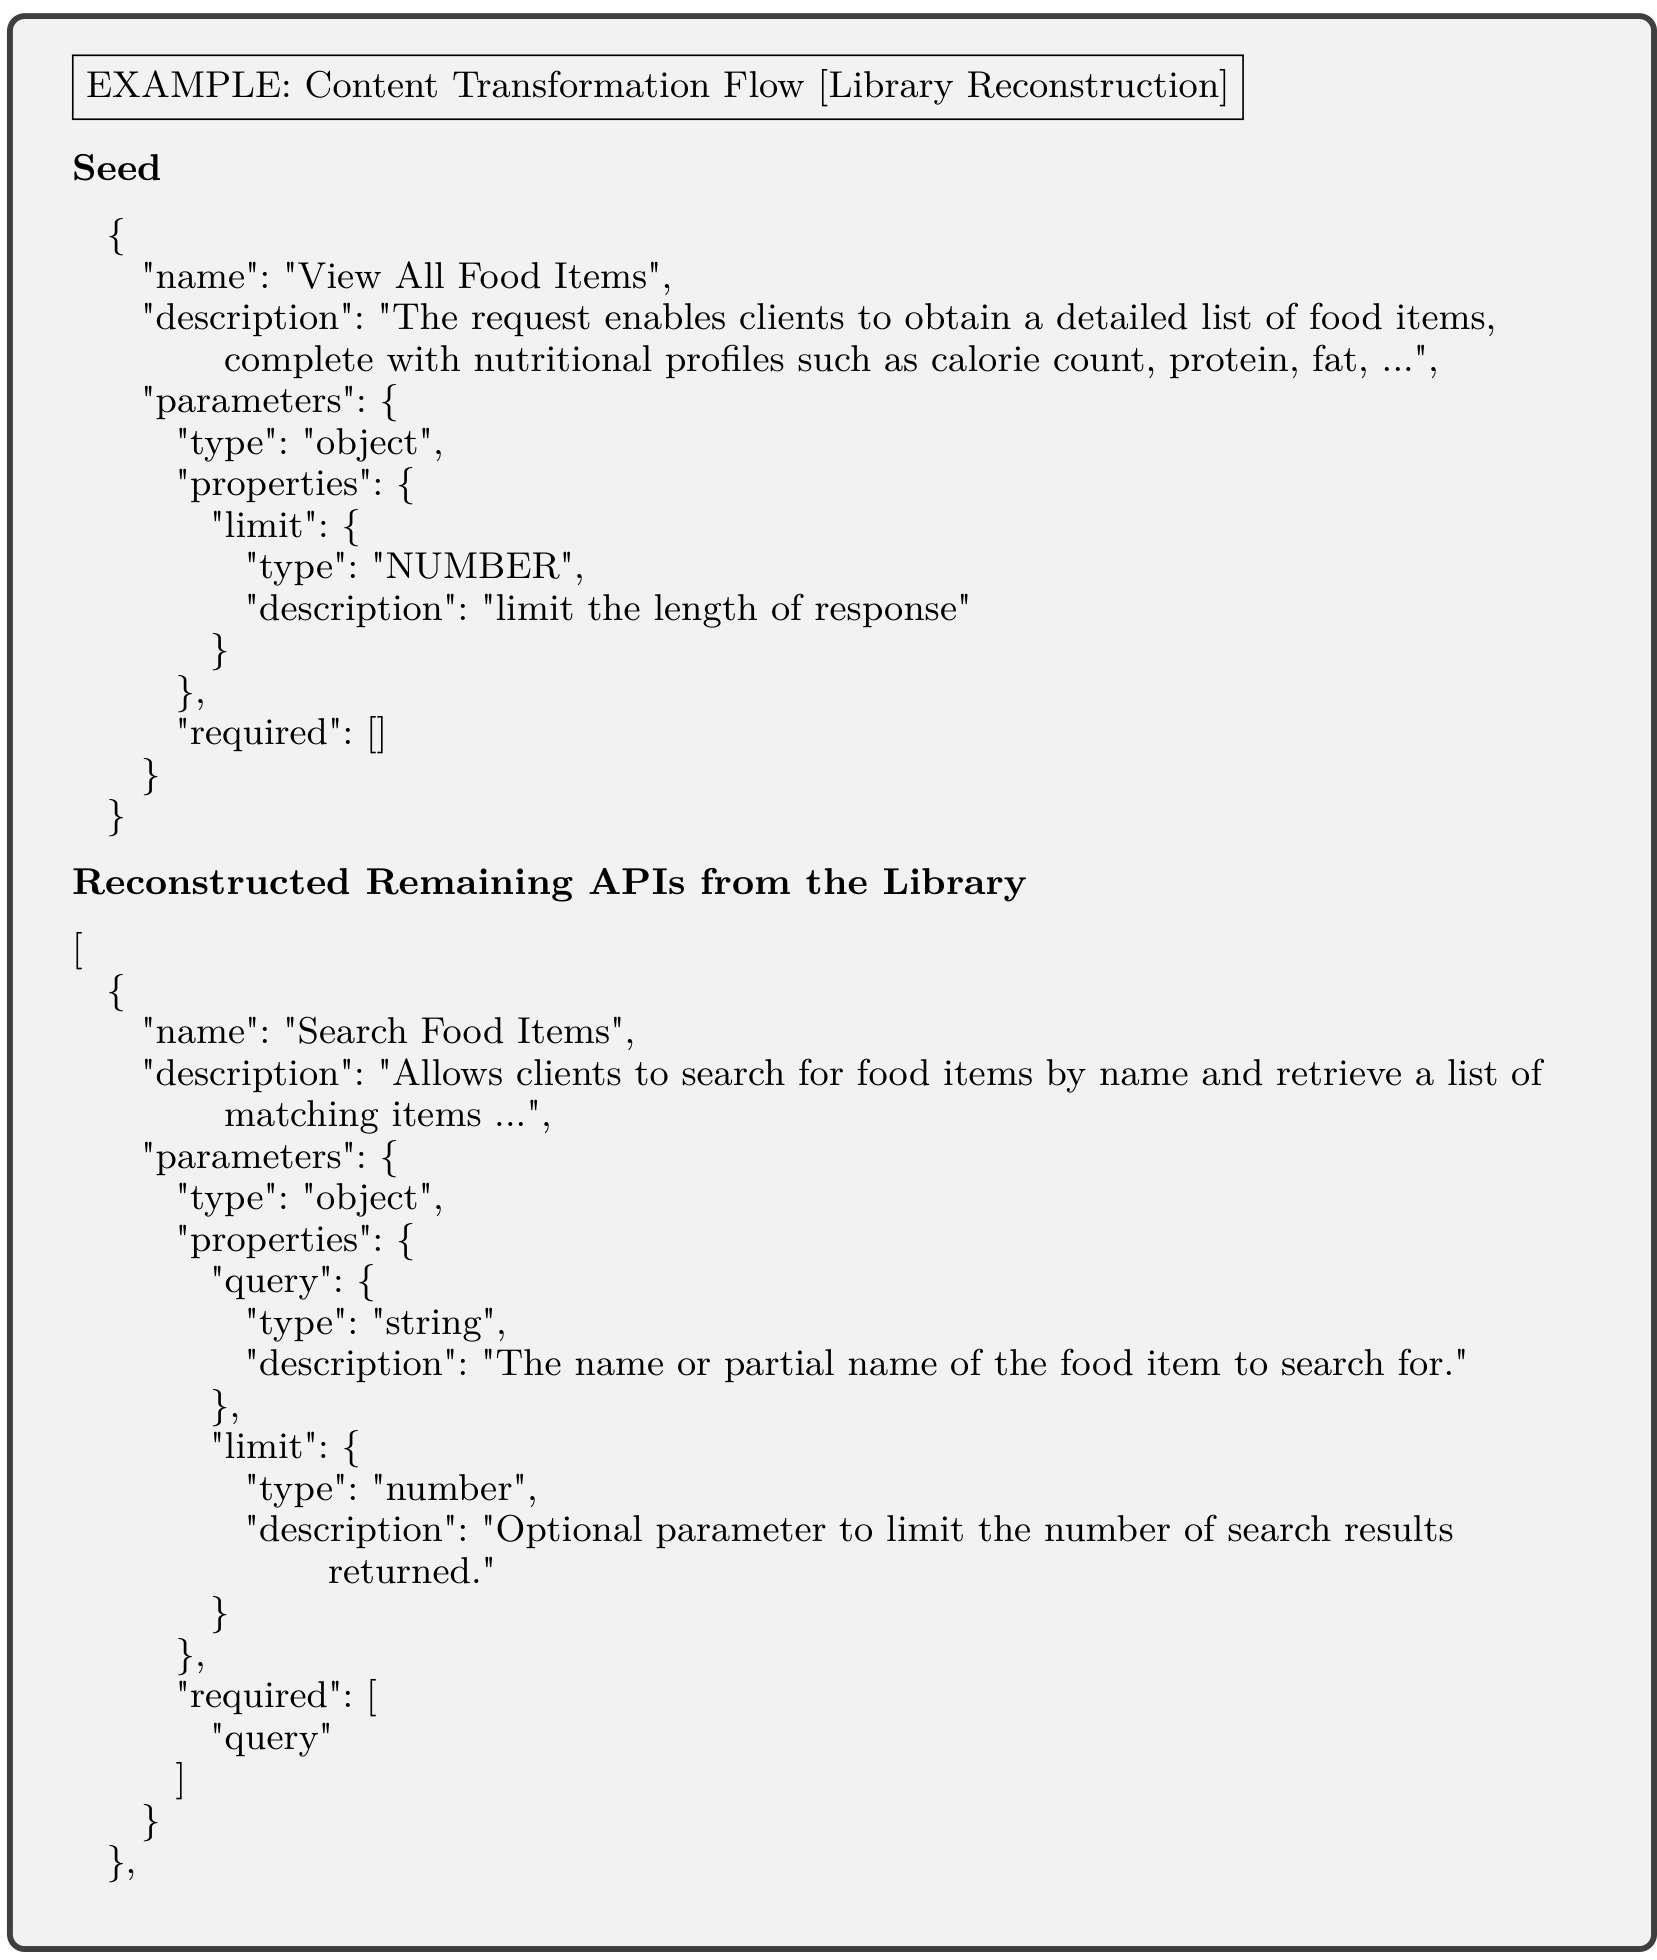 EXAMPLE: Content Transformation Flow [Library Reconstruction]
Seed
{
"name": "View All Food Items",
"description": "The request enables clients to obtain a detailed list of food items,
complete with nutritional profiles such as calorie count, protein, fat, ...",
"parameters": {
"type": "object",
"properties": {
"limit": {
"type": "NUMBER",
"description": "limit the length of response"
}
},
"required": []
}
}
Reconstructed Remaining APIs from the Library
[
{
"name": "Search Food Items",
"description": "Allows clients to search for food items by name and retrieve a list of
matching items ...",
"parameters": {
"type": "object",
"properties": {
"query": {
"type": "string",
"description": "The name or partial name of the food item to search for."
},
"limit": {
"type": "number",
"description": "Optional parameter to limit the number of search results
returned."
}
},
"required": [
"query"
]
}
},